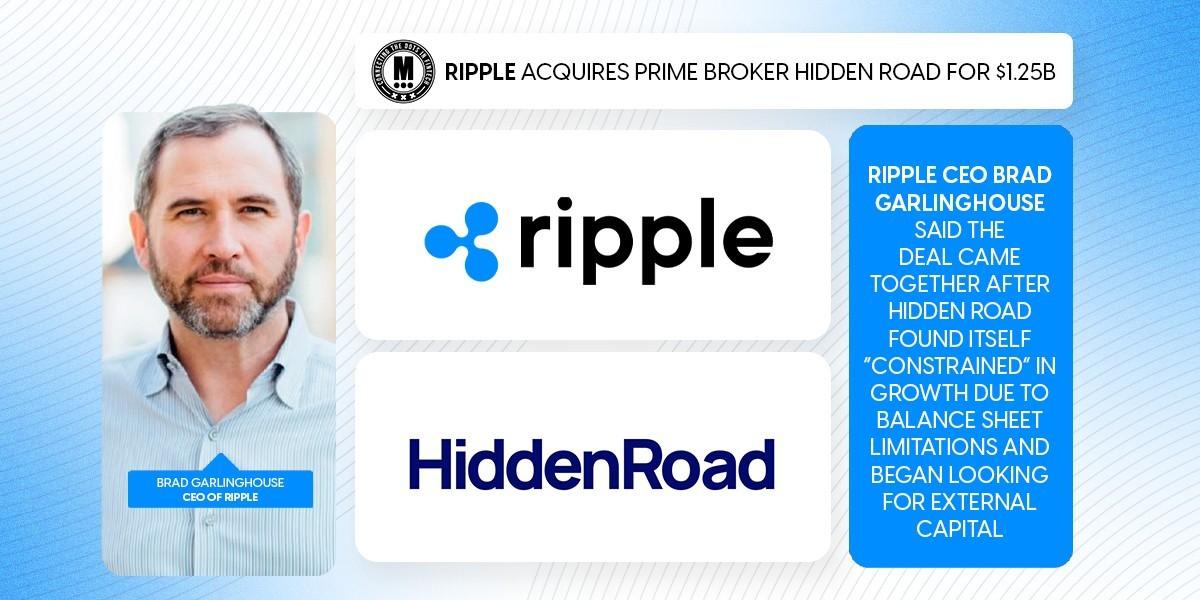 CONNECTING THE DOTS IN FINTECH
M
XXX
RIPPLE ACQUIRES PRIME BROKER HIDDEN ROAD FOR $1.25B
ripple
HiddenRoad
BRAD GARLINGHOUSE
CEO OF RIPPLE
RIPPLE CEO BRAD
GARLINGHOUSE
SAID THE
DEAL CAME
TOGETHER AFTER
HIDDEN ROAD
FOUND ITSELF
"CONSTRAINED" IN
GROWTH DUE TO
BALANCE SHEET
LIMITATIONS AND
BEGAN LOOKING
FOR EXTERNAL
CAPITAL